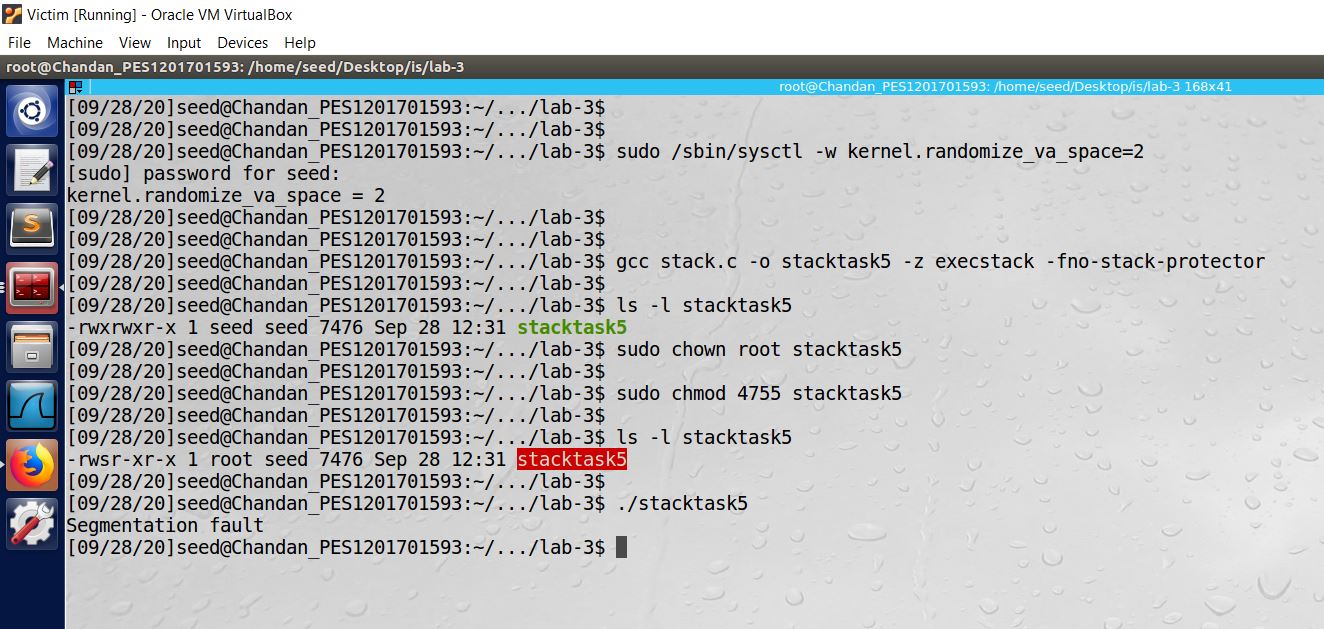 Victim [Running] - Oracle VM VirtualBox
File Machine View Input Devices Help
root@Chandan_PES1201701593: /home/seed/Desktop/is/lab-3
root@Chandan_PES1201701593: /home/seed/Desktop/is/lab-3 168x41
[09/28/20]seed@Chandan_PES1201701593:~/.../lab-3$
[09/28/20]seed@Chandan_PES1201701593:~/.../lab-3$
[09/28/20]seed@Chandan_PES1201701593:~/.../lab-3$ sudo /sbin/sysctl -w kernel.randomize_va_space=2
[sudo] password for seed:
kernel.randomize_va_space = 2
[09/28/20]seed@Chandan_PES1201701593:~/.../lab-3$
[09/28/20]seed@Chandan_PES1201701593:~/.../lab-3$
[09/28/20]seed@Chandan_PES1201701593:~/.../lab-3$ gcc stack.c -o stacktask5 -z execstack -fno-stack-protector
[09/28/20]seed@Chandan_PES1201701593:~/.../lab-3$
[09/28/20]seed@Chandan_PES1201701593:~/.../lab-3$ ls -l stacktask5
-rwxrwxr-x 1 seed seed 7476 Sep 28 12:31 stacktask5
[09/28/20]seed@Chandan_PES1201701593:~/.../lab-3$ sudo chown root stacktask5
[09/28/20]seed@Chandan_PES1201701593:~/.../lab-3$
[09/28/20]seed@Chandan_PES1201701593:~/.../lab-3$ sudo chmod 4755 stacktask5
[09/28/20]seed@Chandan_PES1201701593:~/.../lab-3$
[09/28/20]seed@Chandan_PES1201701593:~/.../lab-3$ ls -l stacktask5
-rwsr-xr-x 1 root seed 7476 Sep 28 12:31 stacktask5
[09/28/20]seed@Chandan_PES1201701593:~/.../lab-3$
[09/28/20]seed@Chandan_PES1201701593:~/.../lab-3$ ./stacktask5
Segmentation fault
[09/28/20]seed@Chandan_PES1201701593:~/.../lab-3$